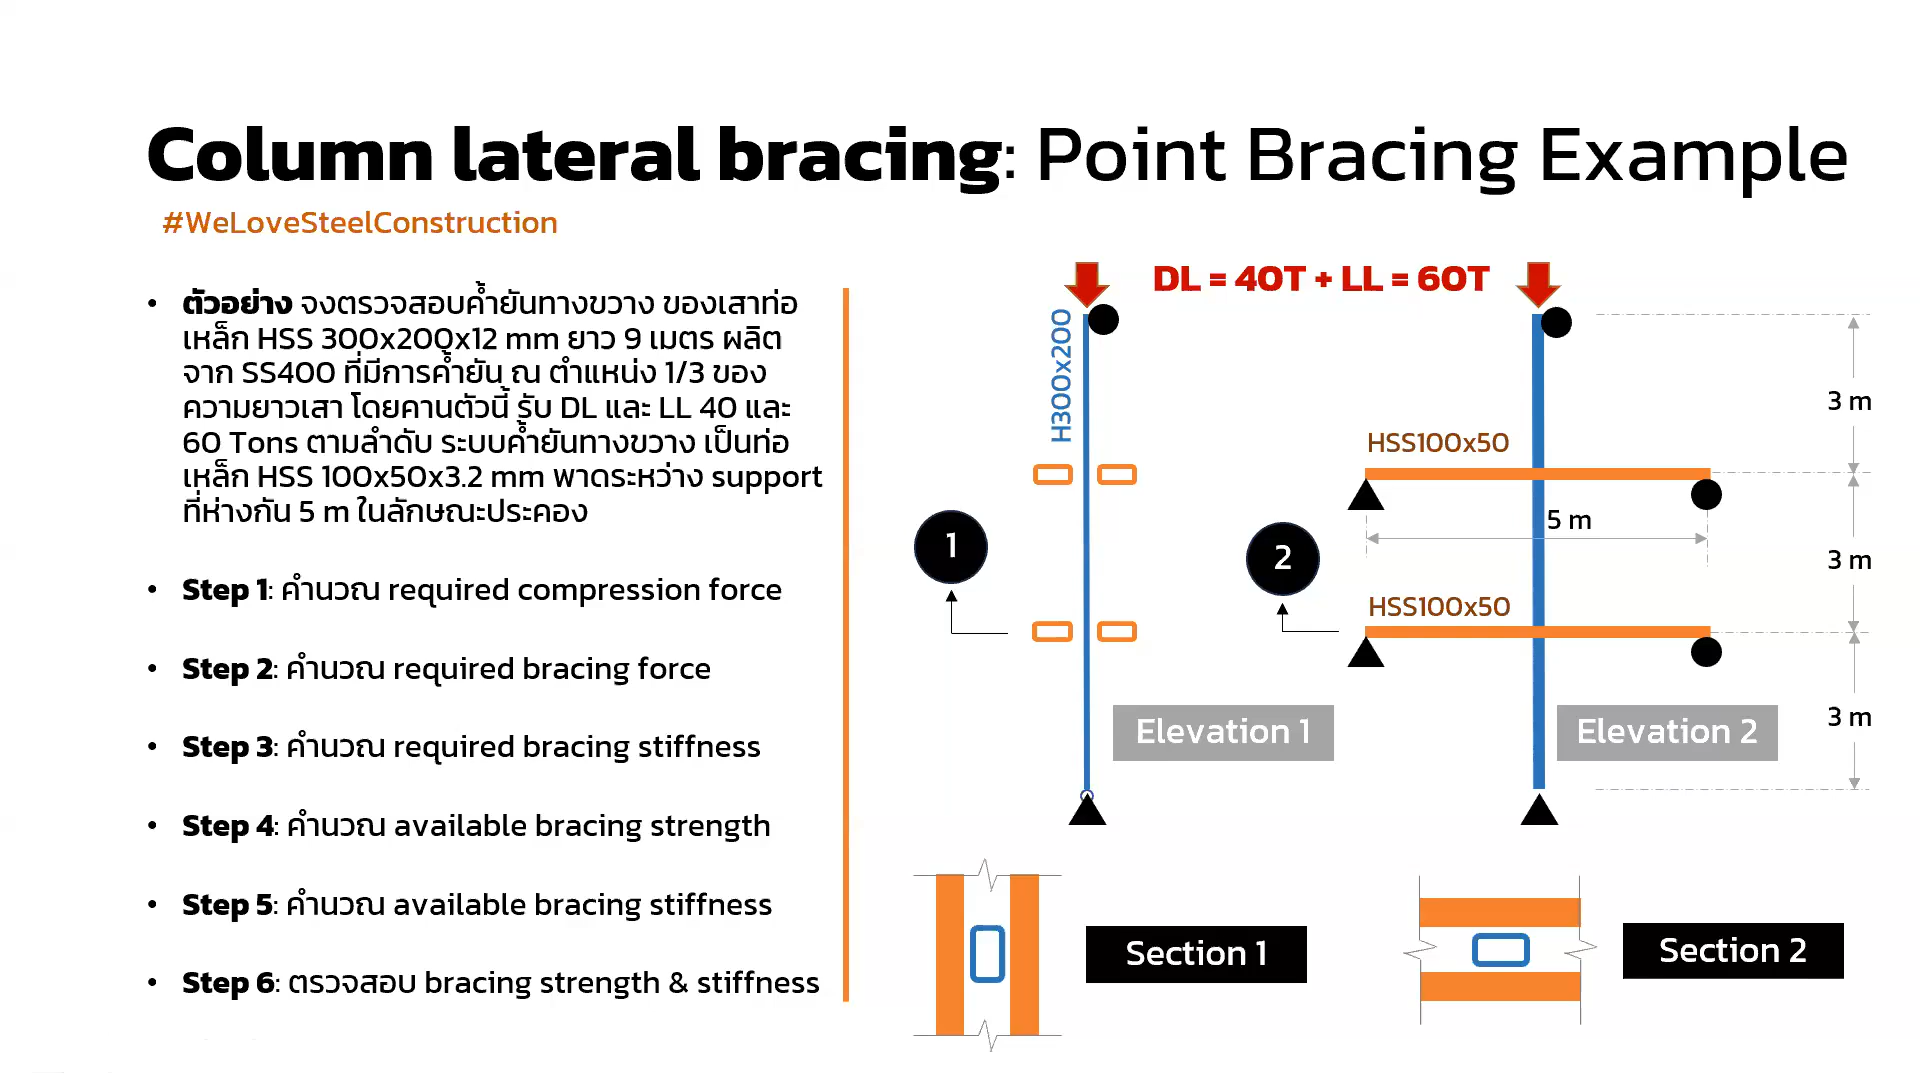 Column lateral bracing: Point Bracing Example
#WeLoveSteelConstruction
• ตัวอย่าง จงตรวจสอบค้ำยันทางขวาง ของเสาท่อ
เหล็ก HSS 300x200x12 mm ยาว 9 เมตร ผลิต
จาก SS400 ที่มีการค้ำยัน ณ ตำแหน่ง 1/3 ของ
ความยาวเสา โดยคานตัวนี้ รับ DL และ LL 40 และ
60 Tons ตามลำดับ ระบบค้ำยันทางขวาง เป็นท่อ
เหล็ก HSS 100x50x3.2 mm พาดระหว่าง support
ที่ห่างกัน 5 m ในลักษณะประคอง
• Step 1: คำนวณ required compression force
• Step 2: คำนวณ required bracing force
• Step 3: คำนวณ required bracing stiffness
• Step 4: คำนวณ available bracing strength
• Step 5: คำนวณ available bracing stiffness
• Step 6: ตรวจสอบ bracing strength & stiffness
DL = 40T + LL = 60T
H300x200
1
Elevation 1
HSS100x50
5 m
2
HSS100x50
Elevation 2
3 m
3 m
3 m
Section 1
Section 2